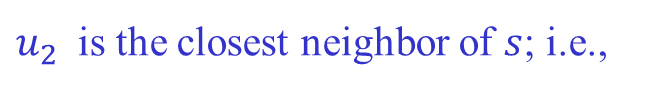 u₂ is the closest neighbor of s; i.e.,